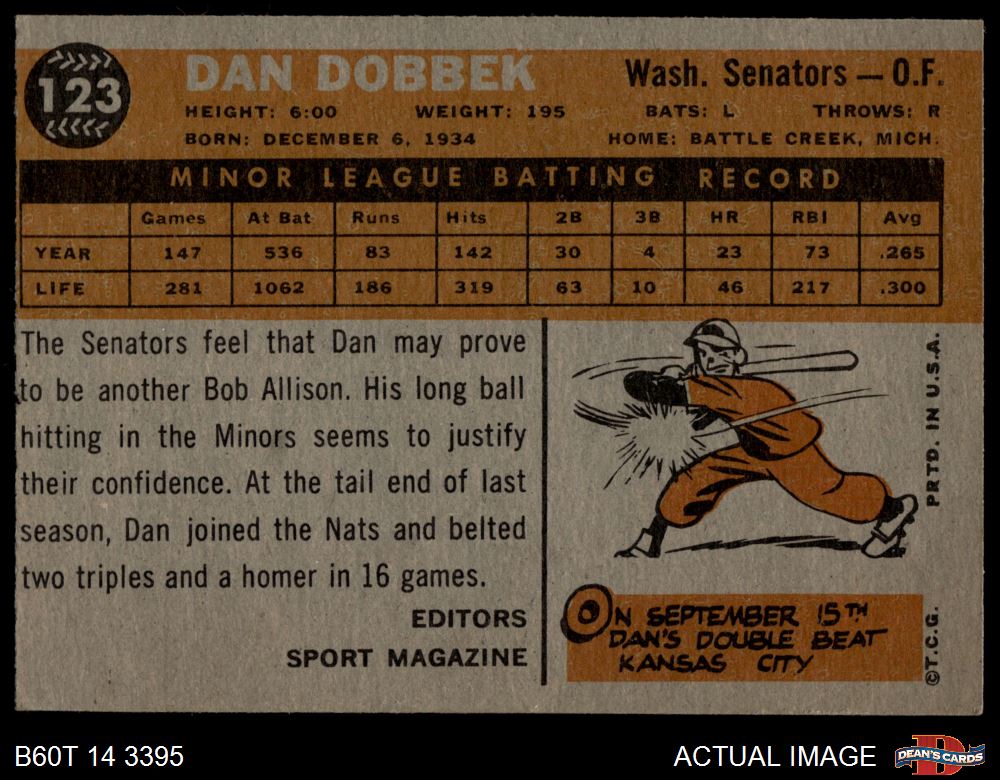 123
DAN DOBBEK
Wash. Senators — O.F.
HEIGHT: 6:00 WEIGHT: 195 BATS: L THROWS: R
BORN: DECEMBER 6, 1934 HOME: BATTLE CREEK, MICH.
MINOR LEAGUE BATTING RECORD
Games At Bat Runs Hits 2B 3B HR RBI Avg
YEAR 147 536 83 142 30 4 23 73 .265
LIFE 281 1062 186 319 63 10 46 217 .300
The Senators feel that Dan may prove
to be another Bob Allison. His long ball
hitting in the Minors seems to justify
their confidence. At the tail end of last
season, Dan joined the Nats and belted
two triples and a homer in 16 games.
EDITORS
SPORT MAGAZINE
ON SEPTEMBER 15TH
DAN'S DOUBLE BEAT
KANSAS CITY
PRTD. IN U.S.A.
©T.C.G.
B60T 14 3395
ACTUAL IMAGE
DEAN'S CARDS